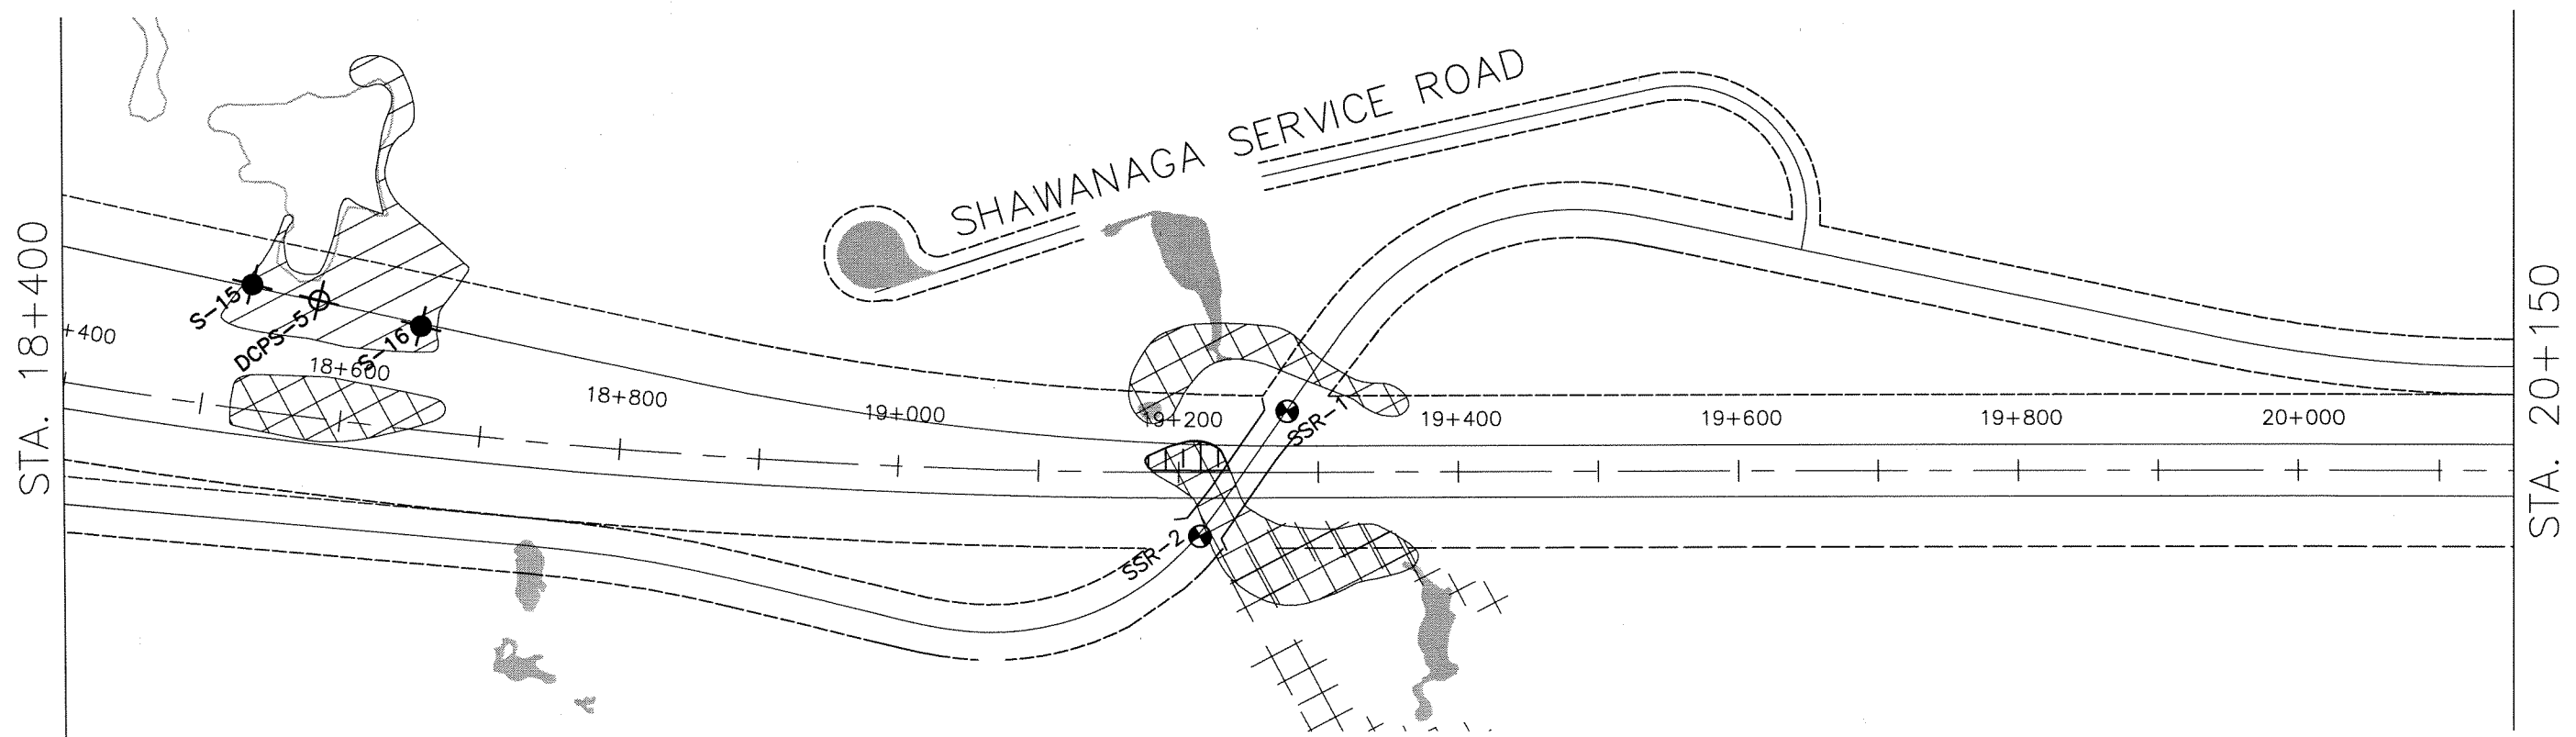 SHAWANAGA SERVICE ROAD
STA. 18+400
STA. 20+150
S-15
DCPS-5
S-16
+400
18+600
18+800
19+000
19+200
19+400
19+600
19+800
20+000
SSR-1
SSR-2